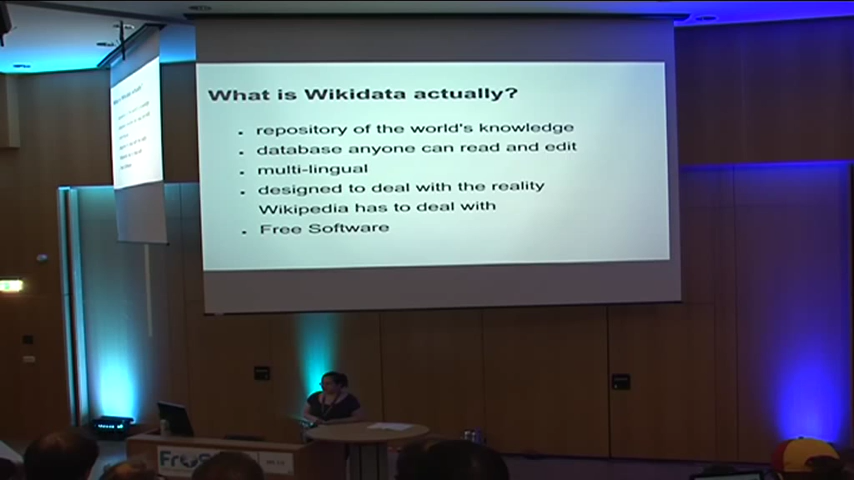 What is Wikidata actually?
repository of the world's knowledge
database anyone can read and edit
multi-lingual
designed to deal with the reality
Wikipedia has to deal with
Free Software